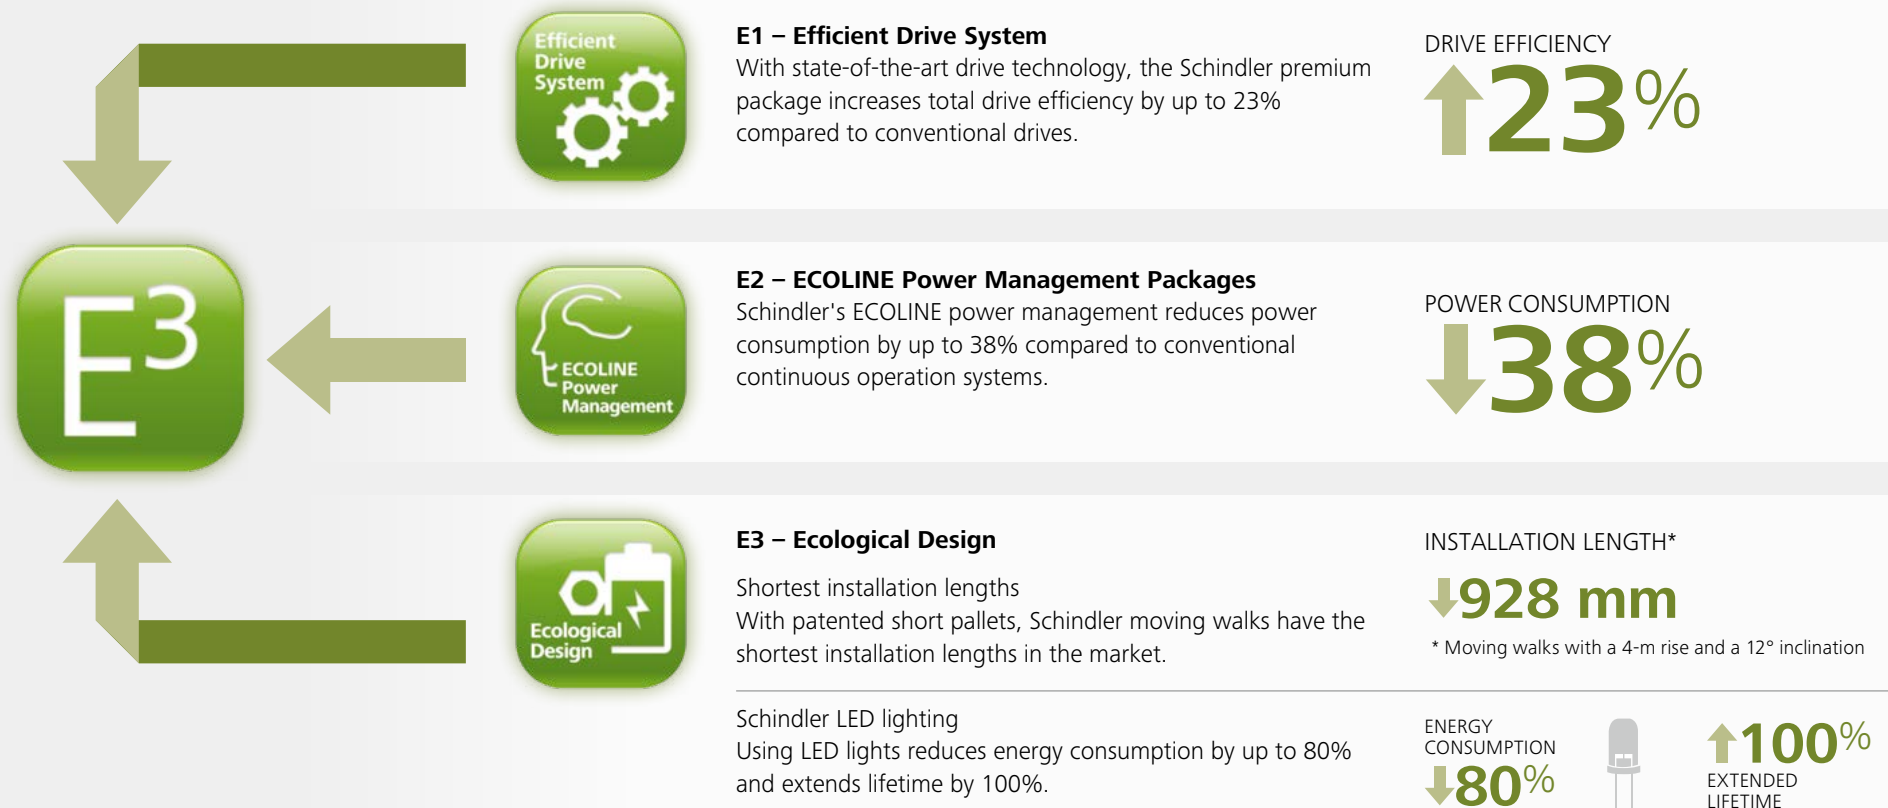 Efficient
Drive
System
E1 – Efficient Drive System
With state-of-the-art drive technology, the Schindler premium
package increases total drive efficiency by up to 23%
compared to conventional drives.
DRIVE EFFICIENCY
23%
E³
ECOLINE
Power
Management
E2 – ECOLINE Power Management Packages
Schindler's ECOLINE power management reduces power
consumption by up to 38% compared to conventional
continuous operation systems.
POWER CONSUMPTION
38%
Ecological
Design
E3 – Ecological Design
Shortest installation lengths
With patented short pallets, Schindler moving walks have the
shortest installation lengths in the market.
INSTALLATION LENGTH*
928 mm
* Moving walks with a 4-m rise and a 12° inclination
Schindler LED lighting
Using LED lights reduces energy consumption by up to 80%
and extends lifetime by 100%.
ENERGY
CONSUMPTION
80%
100%
EXTENDED
LIFETIME